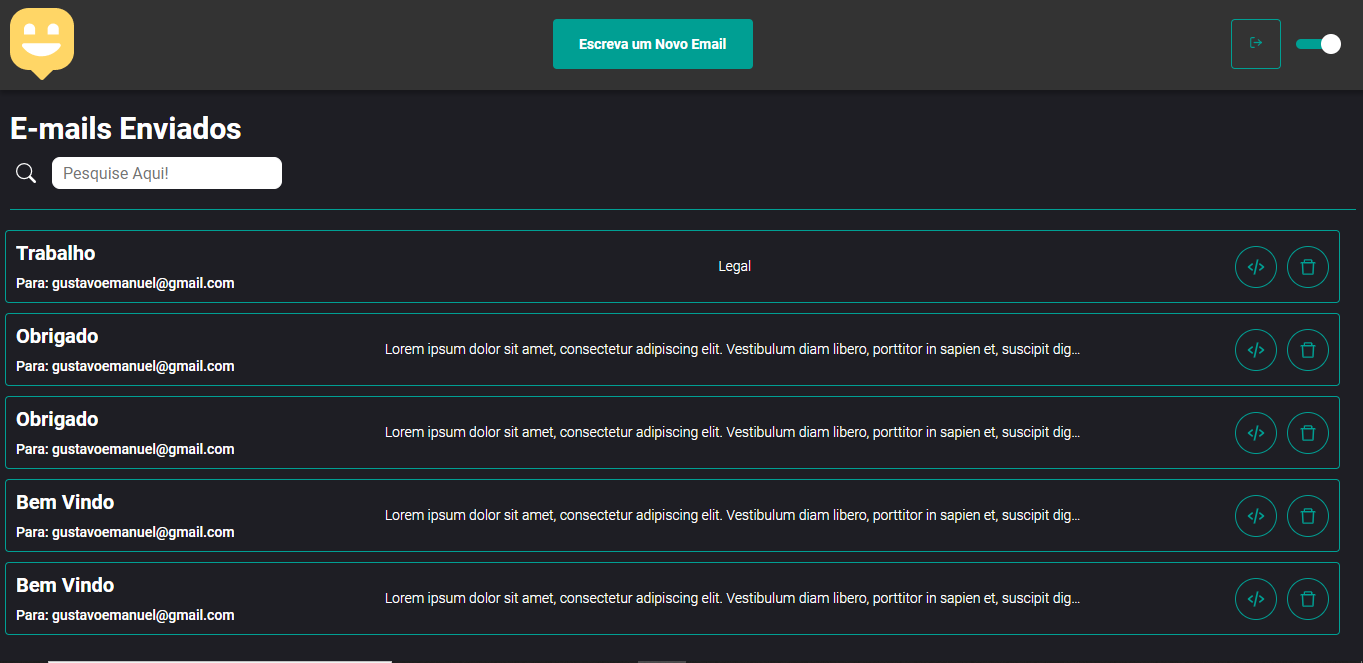 Escreva um Novo Email
E-mails Enviados
Pesquise Aqui!
Trabalho
Para: gustavoemanuel@gmail.com
Legal
Obrigado
Para: gustavoemanuel@gmail.com
Lorem ipsum dolor sit amet, consectetur adipiscing elit. Vestibulum diam libero, porttitor in sapien et, suscipit dig...
Obrigado
Para: gustavoemanuel@gmail.com
Lorem ipsum dolor sit amet, consectetur adipiscing elit. Vestibulum diam libero, porttitor in sapien et, suscipit dig...
Bem Vindo
Para: gustavoemanuel@gmail.com
Lorem ipsum dolor sit amet, consectetur adipiscing elit. Vestibulum diam libero, porttitor in sapien et, suscipit dig...
Bem Vindo
Para: gustavoemanuel@gmail.com
Lorem ipsum dolor sit amet, consectetur adipiscing elit. Vestibulum diam libero, porttitor in sapien et, suscipit dig...